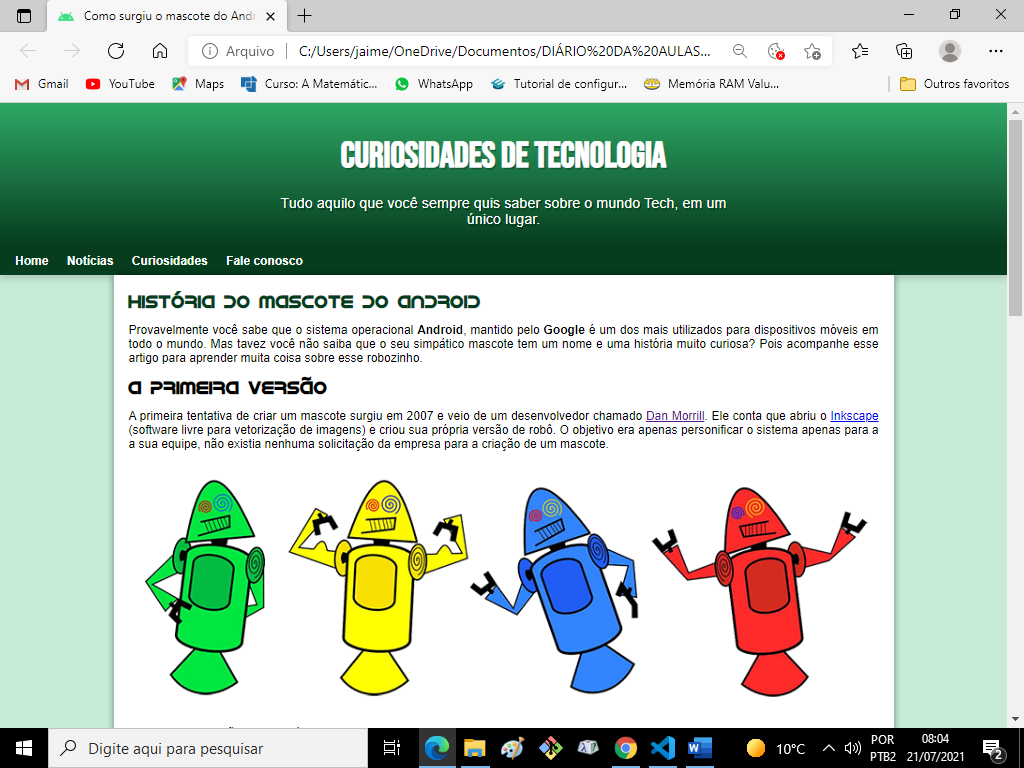 Como surgiu o mascote do Andr
Arquivo
C:/Users/jaime/OneDrive/Documentos/DIÁRIO%20DA%20AULAS...
Gmail YouTube Maps Curso: A Matemátic... WhatsApp Tutorial de configur... Memória RAM Valu... Outros favoritos
CURIOSIDADES DE TECNOLOGIA
Tudo aquilo que você sempre quis saber sobre o mundo Tech, em um
único lugar.
Home Notícias Curiosidades Fale conosco
História do Mascote do Android
Provavelmente você sabe que o sistema operacional Android, mantido pelo Google é um dos mais utilizados para dispositivos móveis em
todo o mundo. Mas tavez você não saiba que o seu simpático mascote tem um nome e uma história muito curiosa? Pois acompanhe esse
artigo para aprender muita coisa sobre esse robozinho.
A primeira versão
A primeira tentativa de criar um mascote surgiu em 2007 e veio de um desenvolvedor chamado Dan Morrill. Ele conta que abriu o Inkscape
(software livre para vetorização de imagens) e criou sua própria versão de robô. O objetivo era apenas personificar o sistema apenas para a
a sua equipe, não existia nenhuma solicitação da empresa para a criação de um mascote.
Digite aqui para pesquisar
10°C
POR
PTB2
08:04
21/07/2021
2